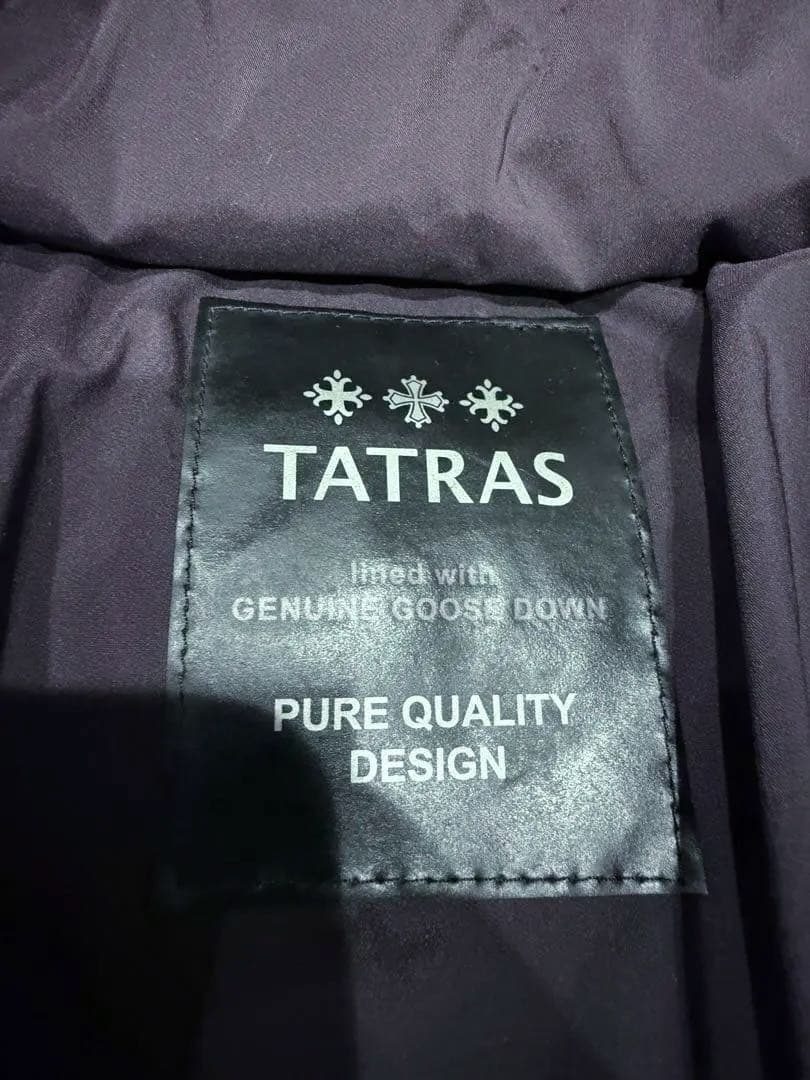 TATRAS
lined with
GENUINE GOOSE DOWN
PURE QUALITY
DESIGN